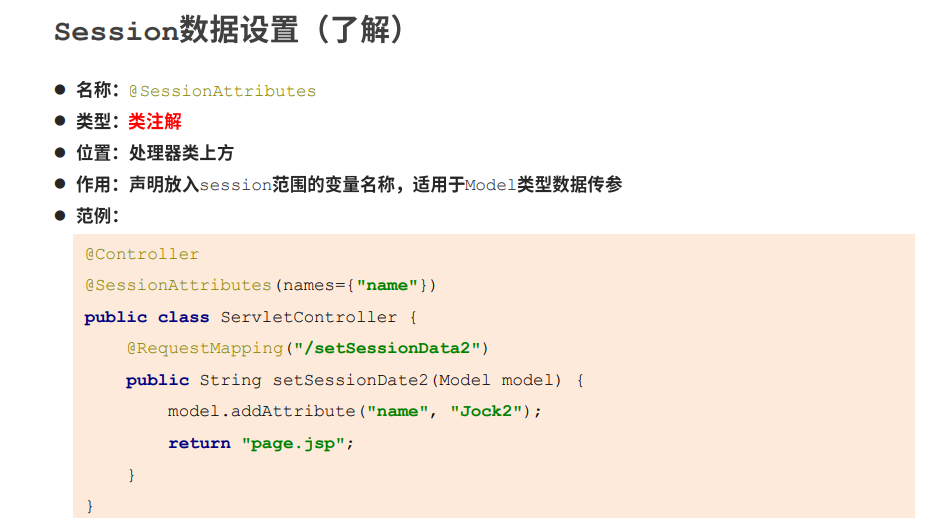 Session数据设置（了解）
● 名称：@SessionAttributes
● 类型：类注解
● 位置：处理器类上方
● 作用：声明放入session范围的变量名称，适用于Model类型数据传参
● 范例：
@Controller
@SessionAttributes(names={"name"})
public class ServletController {
    @RequestMapping("/setSessionData2")
    public String setSessionDate2(Model model) {
        model.addAttribute("name", "Jock2");
        return "page.jsp";
    }
}